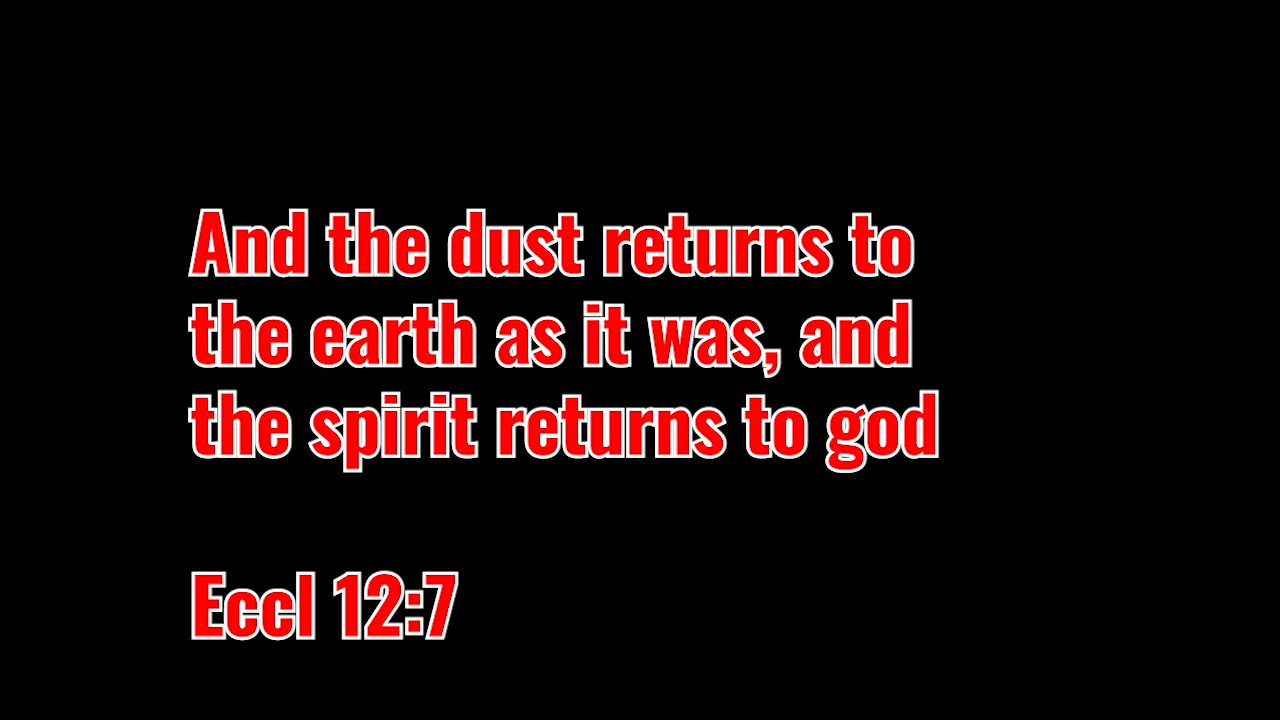 And the dust returns to
the earth as it was, and
the spirit returns to god
Eccl 12:7